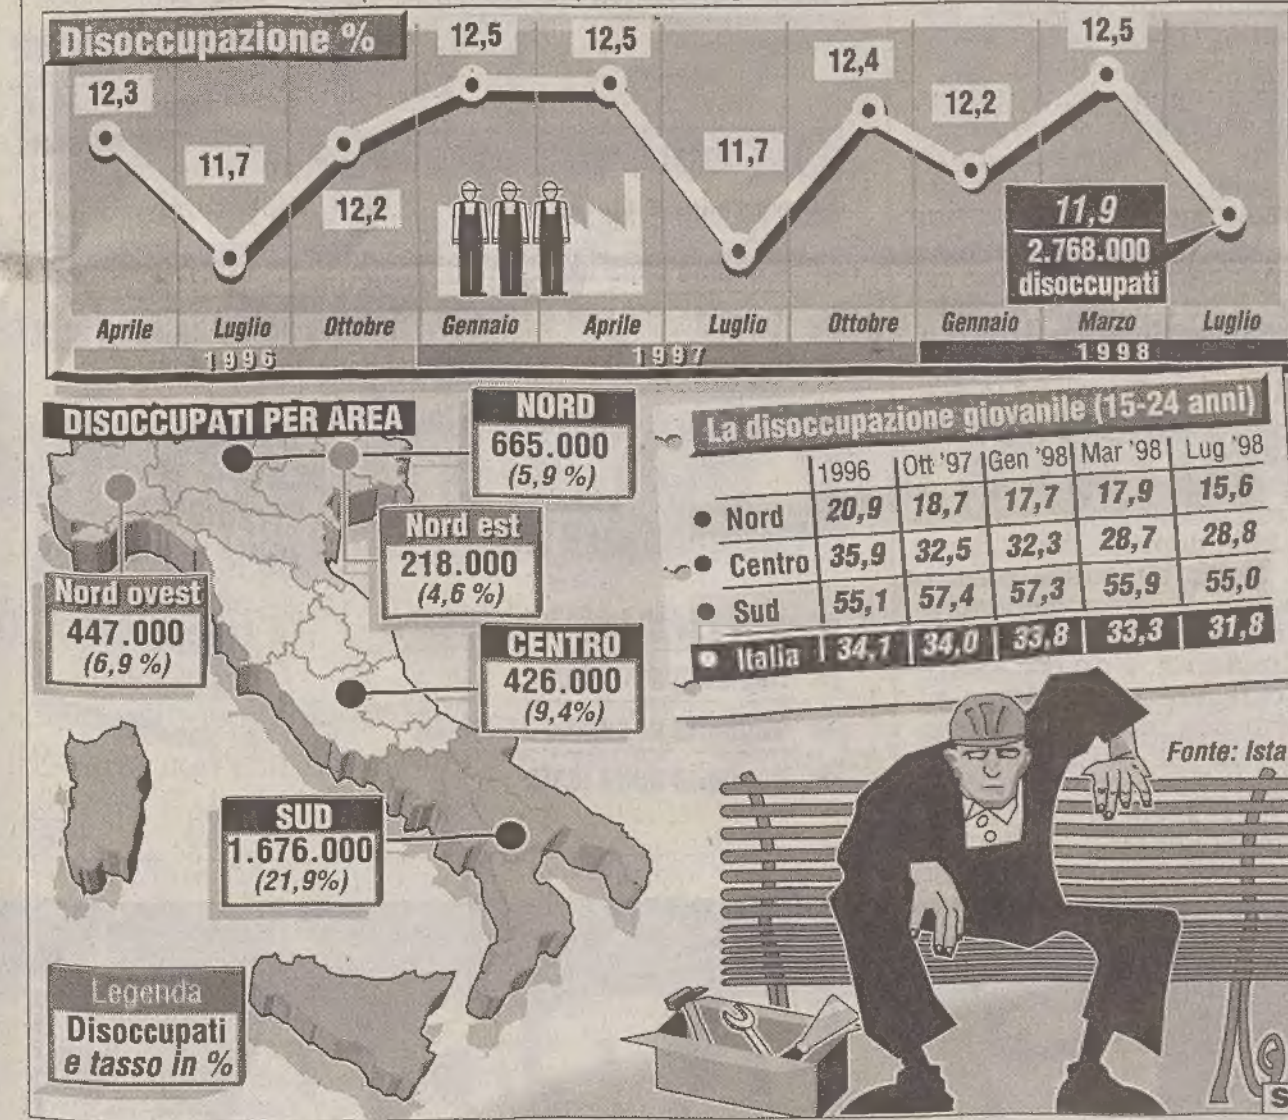 Disoccupazione %
12,3
11,7
12,2
12,5
12,5
11,7
12,4
12,2
12,5
11,9
2.768.000
disoccupati
Aprile Luglio Ottobre Gennaio Aprile Luglio Ottobre Gennaio Marzo Luglio
1996 1997 1998
DISOCCUPATI PER AREA
NORD
665.000
(5,9 %)
Nord est
218.000
(4,6 %)
Nord ovest
447.000
(6,9 %)
CENTRO
426.000
(9,4%)
SUD
1.676.000
(21,9%)
Legenda
Disoccupati
e tasso in %
La disoccupazione giovanile (15-24 anni)
1996 Ott '97 Gen '98 Mar '98 Lug '98
Nord 20,9 18,7 17,7 17,9 15,6
Centro 35,9 32,5 32,3 28,7 28,8
Sud 55,1 57,4 57,3 55,9 55,0
Italia 34,1 34,0 33,8 33,3 31,8
Fonte: Ista
S